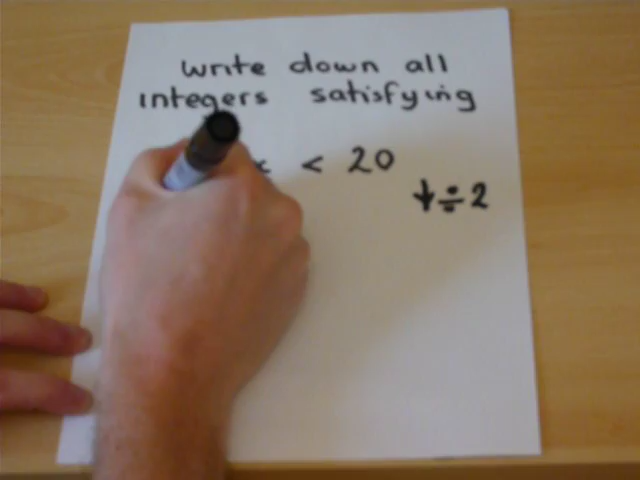 Write down all
integers satisfying
x < 20
↓÷2